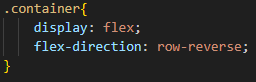 .container{
    display: flex;
    flex-direction: row-reverse;
}